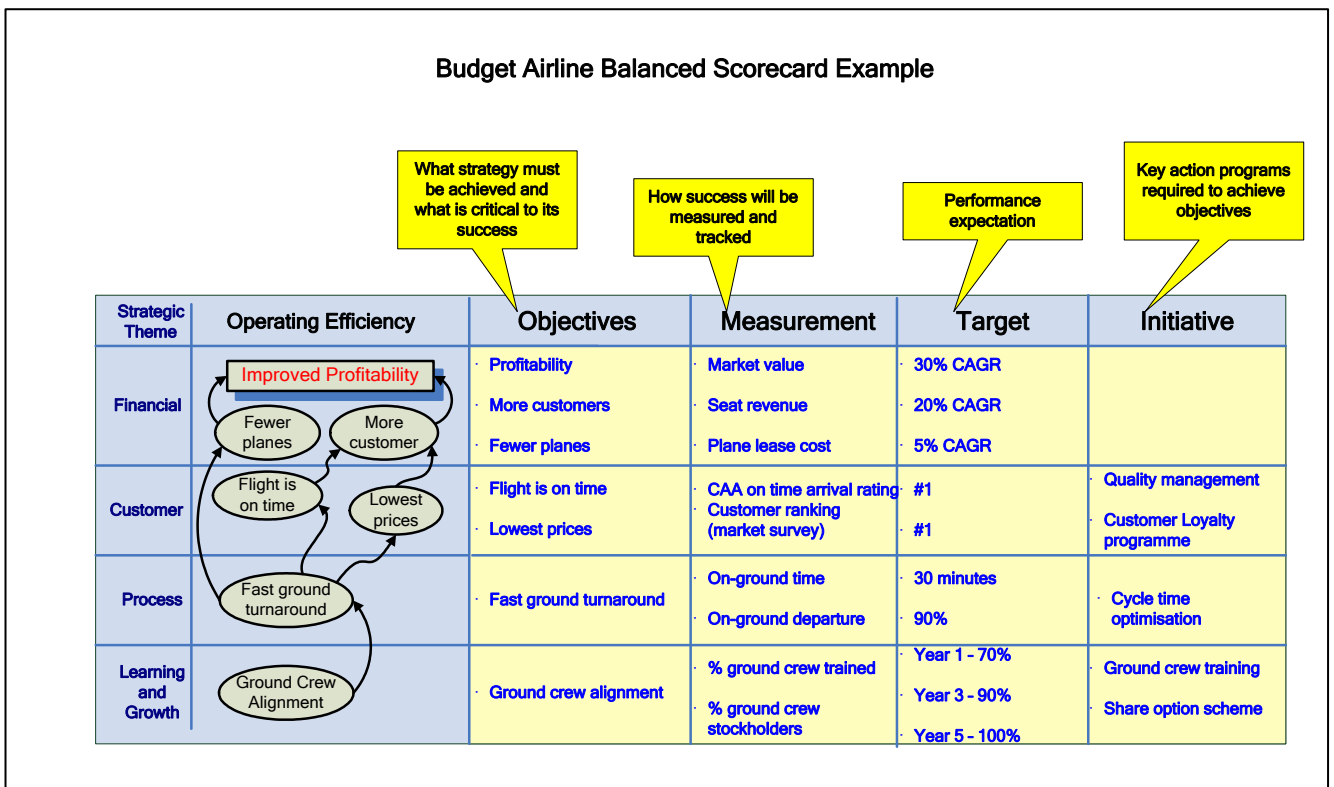 Budget Airline Balanced Scorecard Example
What strategy must
be achieved and
what is critical to its
success
How success will be
measured and
tracked
Performance
expectation
Key action programs
required to achieve
objectives
Strategic
Theme
Operating Efficiency
Objectives
Measurement
Target
Initiative
Financial
Improved Profitability
Fewer
planes
More
customer
· Profitability
· More customers
· Fewer planes
· Market value
· Seat revenue
· Plane lease cost
· 30% CAGR
· 20% CAGR
· 5% CAGR
Customer
Flight is
on time
Lowest
prices
· Flight is on time
· Lowest prices
· CAA on time arrival rating
· Customer ranking
(market survey)
· #1
· #1
· Quality management
· Customer Loyalty
programme
Process
Fast ground
turnaround
· Fast ground turnaround
· On-ground time
· On-ground departure
· 30 minutes
· 90%
· Cycle time
optimisation
Learning
and
Growth
Ground Crew
Alignment
· Ground crew alignment
· % ground crew trained
· % ground crew
stockholders
· Year 1 - 70%
· Year 3 - 90%
· Year 5 - 100%
· Ground crew training
· Share option scheme